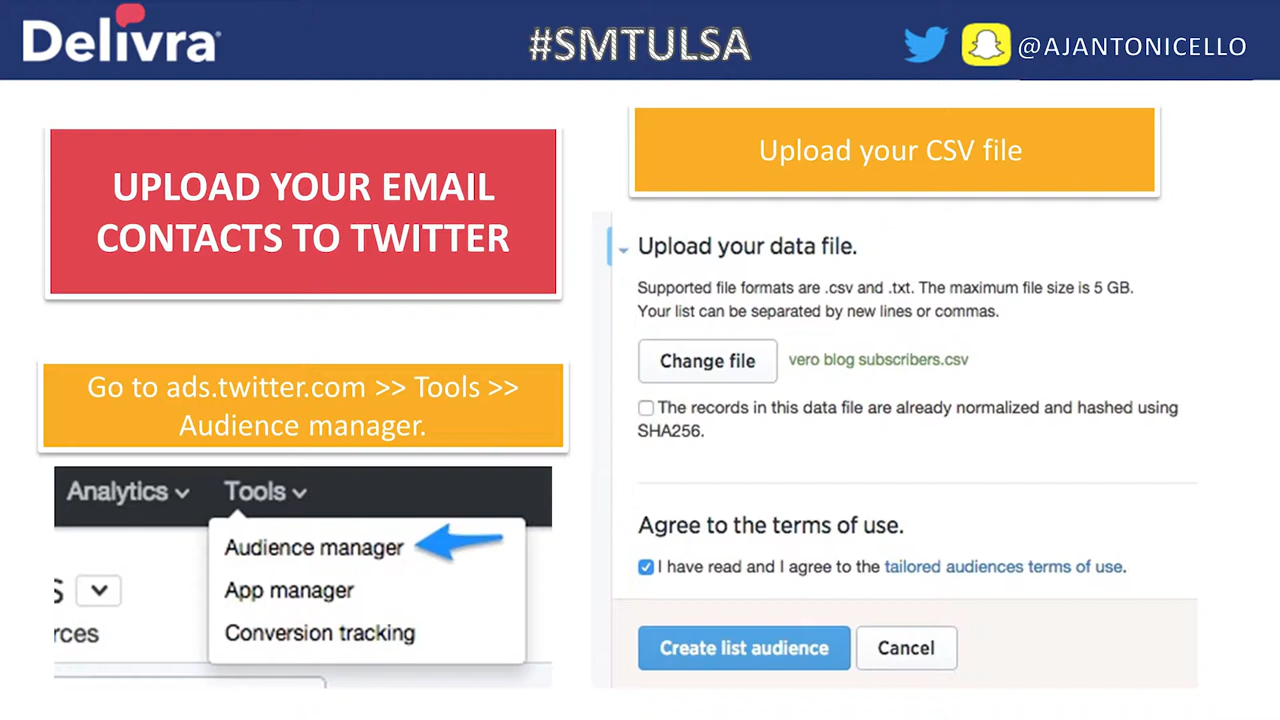 Delivra
#SMTULSA
@AJANTONICELLO
UPLOAD YOUR EMAIL
CONTACTS TO TWITTER
Go to ads.twitter.com >> Tools >>
Audience manager.
Analytics
Tools
Audience manager
App manager
Conversion tracking
s
rces
Upload your CSV file
Upload your data file.
Supported file formats are .csv and .txt. The maximum file size is 5 GB.
Your list can be separated by new lines or commas.
Change file
vero blog subscribers.csv
The records in this data file are already normalized and hashed using
SHA256.
Agree to the terms of use.
I have read and I agree to the tailored audiences terms of use.
Create list audience
Cancel